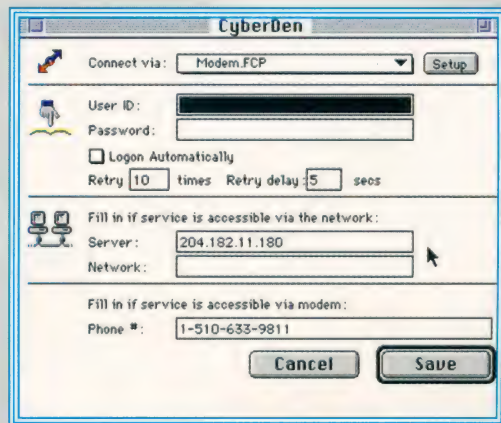 CyberDen
Connect via: Modem.FCP Setup
User ID:
Password:
Logon Automatically
Retry 10 times Retry delay: 5 secs
Fill in if service is accessible via the network:
Server: 204.182.11.180
Network:
Fill in if service is accessible via modem:
Phone #: 1-510-633-9811
Cancel Save